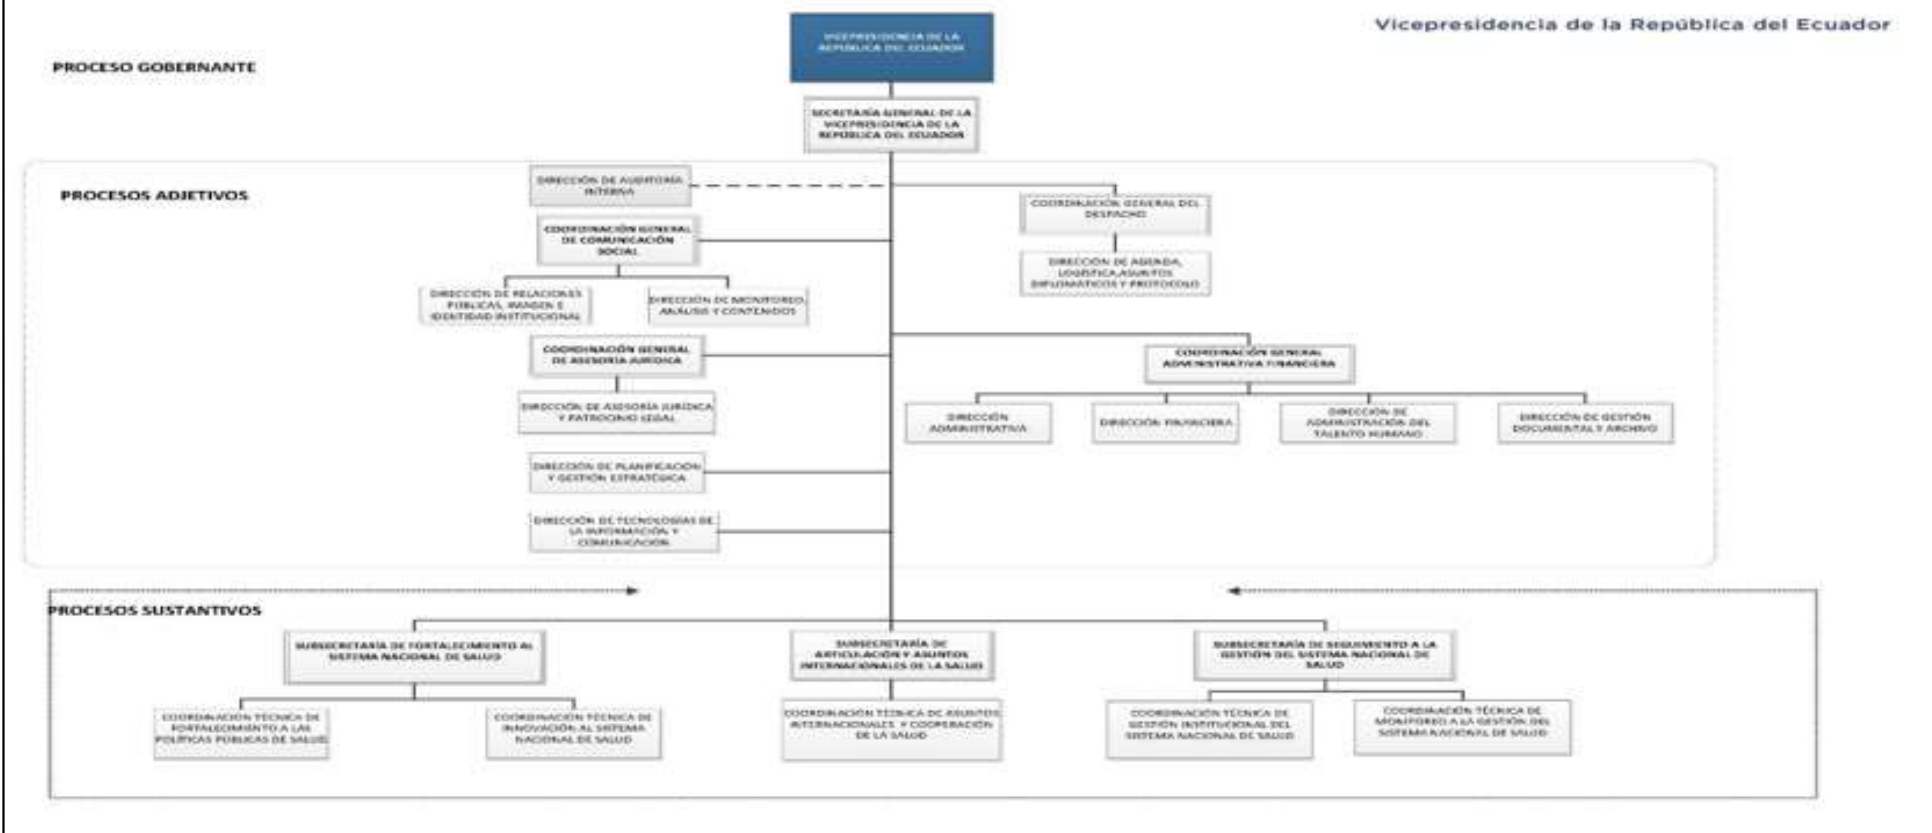 Vicepresidencia de la República del Ecuador
VICEPRESIDENCIA DE LA
REPÚBLICA DEL ECUADOR
PROCESO GOBERNANTE
SECRETARÍA GENERAL DE LA
VICEPRESIDENCIA DE LA
REPÚBLICA DEL ECUADOR
PROCESOS ADJETIVOS
DIRECCIÓN DE AUDITORÍA
INTERNA
COORDINACIÓN GENERAL DEL
DESPACHO
COORDINACIÓN GENERAL
DE COMUNICACIÓN
SOCIAL
DIRECCIÓN DE AGENDA,
LOGÍSTICA,ASUNTOS
DIPLOMÁTICOS Y PROTOCOLO
DIRECCIÓN DE RELACIONES
PÚBLICAS, IMAGEN E
IDENTIDAD INSTITUCIONAL
DIRECCIÓN DE MONITOREO,
ANÁLISIS Y CONTENIDOS
COORDINACIÓN GENERAL
DE ASESORÍA JURÍDICA
COORDINACIÓN GENERAL
ADMINISTRATIVA FINANCIERA
DIRECCIÓN DE ASESORÍA JURÍDICA
Y PATROCINIO LEGAL
DIRECCIÓN
ADMINISTRATIVA
DIRECCIÓN FINANCIERA
DIRECCIÓN DE
ADMINISTRACIÓN DEL
TALENTO HUMANO
DIRECCIÓN DE GESTIÓN
DOCUMENTAL Y ARCHIVO
DIRECCIÓN DE PLANIFICACIÓN
Y GESTIÓN ESTRATÉGICA
DIRECCIÓN DE TECNOLOGÍAS DE
LA INFORMACIÓN Y
COMUNICACIÓN
PROCESOS SUSTANTIVOS
SUBSECRETARÍA DE FORTALECIMIENTO AL
SISTEMA NACIONAL DE SALUD
SUBSECRETARÍA DE
ARTICULACIÓN Y ASUNTOS
INTERNACIONALES DE LA SALUD
SUBSECRETARÍA DE SEGUIMIENTO A LA
GESTIÓN DEL SISTEMA NACIONAL DE
SALUD
COORDINACIÓN TÉCNICA DE
FORTALECIMIENTO A LAS
POLÍTICAS PÚBLICAS DE SALUD
COORDINACIÓN TÉCNICA DE
INNOVACIÓN AL SISTEMA
NACIONAL DE SALUD
COORDINACIÓN TÉCNICA DE ASUNTOS
INTERNACIONALES Y COOPERACIÓN
DE LA SALUD
COORDINACIÓN TÉCNICA DE
GESTIÓN INSTITUCIONAL DEL
SISTEMA NACIONAL DE SALUD
COORDINACIÓN TÉCNICA DE
MONITOREO A LA GESTIÓN DEL
SISTEMA NACIONAL DE SALUD